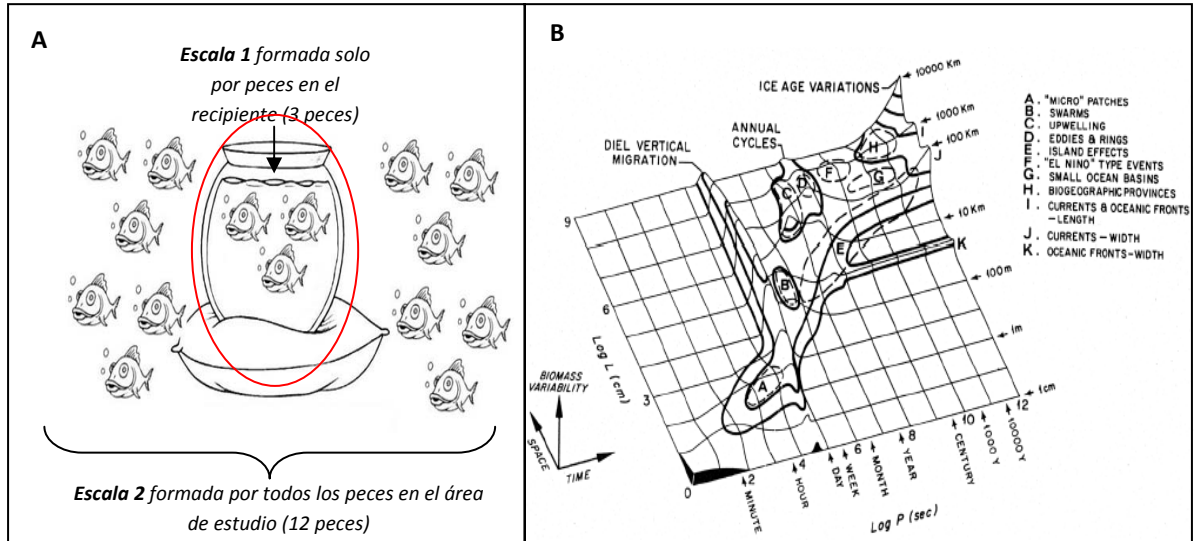 A
Escala 1 formada solo
por peces en el
recipiente (3 peces)
Escala 2 formada por todos los peces en el área
de estudio (12 peces)
B
ICE AGE VARIATIONS
ANNUAL
CYCLES
DIEL VERTICAL
MIGRATION
10000 Km
1000 Km
100 Km
10 Km
100m
1m
1cm
I
J
H
F
G
C
D
E
K
B
A
9
6
3
Log L (cm)
BIOMASS
VARIABILITY
SPACE
TIME
0
2
4
6
8
10
12
MINUTE
HOUR
DAY
WEEK
MONTH
YEAR
CENTURY
1000 Y
10000 Y
Log P (sec)
A. "MICRO" PATCHES
B. SWARMS
C. UPWELLING
D. EDDIES & RINGS
E. ISLAND EFFECTS
F. "EL NINO" TYPE EVENTS
G. SMALL OCEAN BASINS
H. BIOGEOGRAPHIC PROVINCES
I. CURRENTS & OCEANIC FRONTS
-LENGTH
J. CURRENTS-WIDTH
K. OCEANIC FRONTS-WIDTH